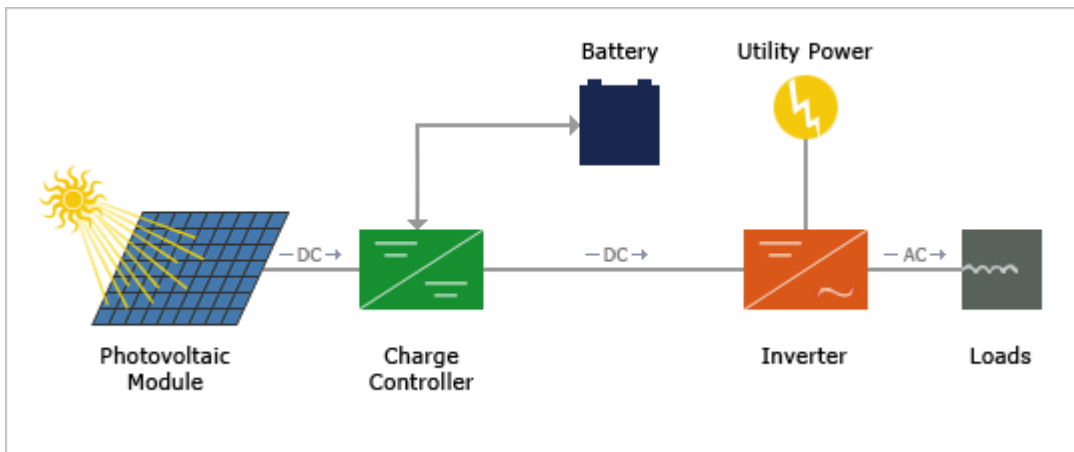 Battery
Utility Power
DC
DC
AC
Photovoltaic
Module
Charge
Controller
Inverter
Loads